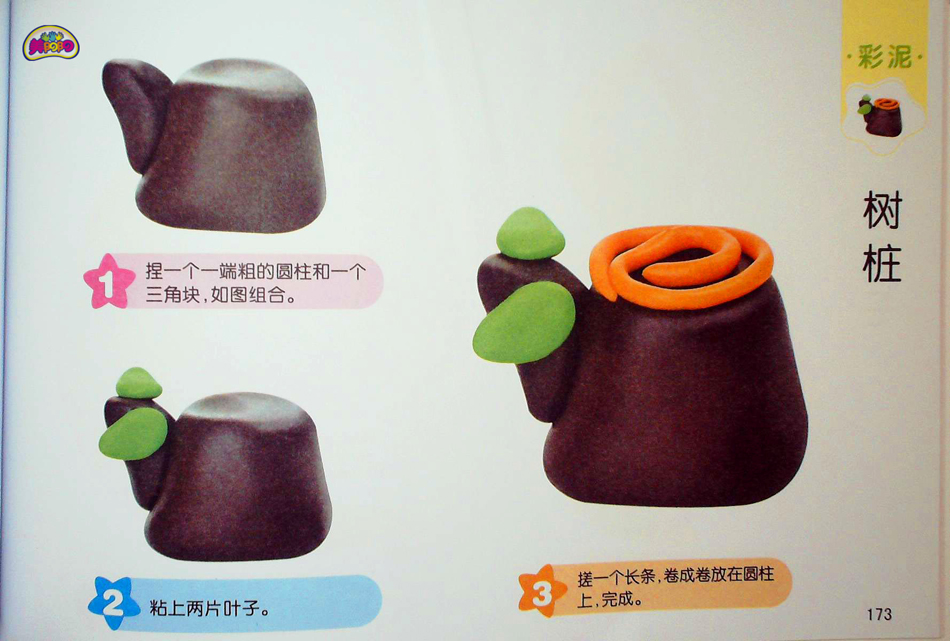 ·彩泥·
树桩
1
捏一个一端粗的圆柱和一个
三角块,如图组合。
2
粘上两片叶子。
3
搓一个长条,卷成卷放在圆柱
上,完成。
173